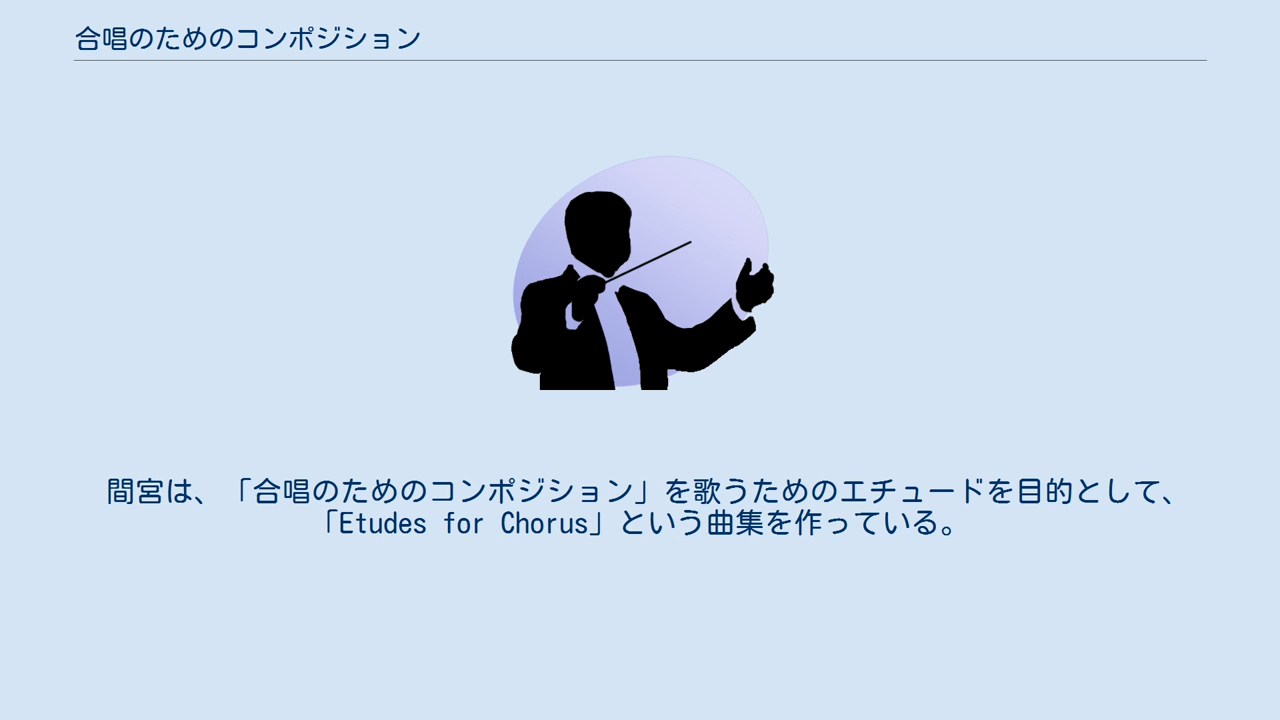 合唱のためのコンポジション
間宮は、「合唱のためのコンポジション」を歌うためのエチュードを目的として、
「Etudes for Chorus」という曲集を作っている。